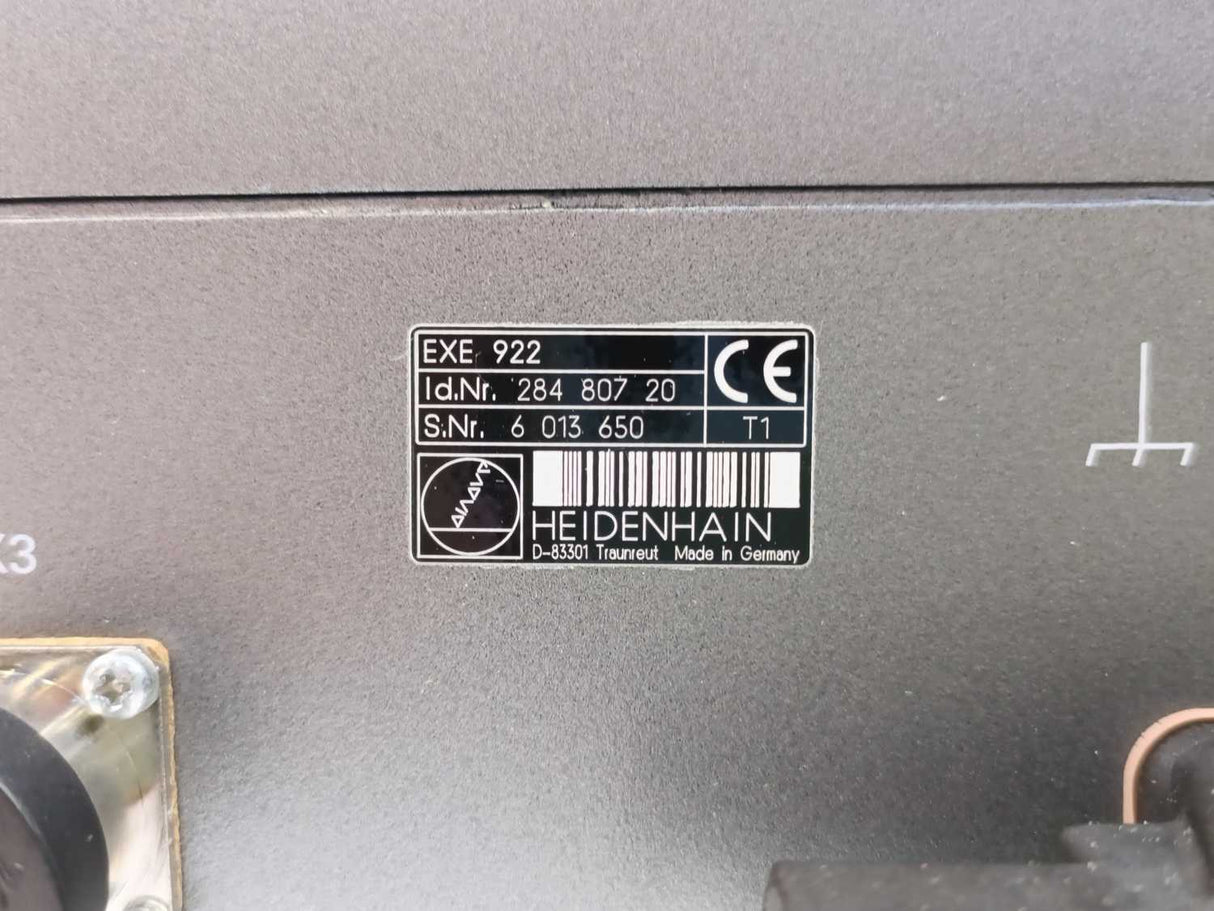 EXE 922
Id.Nr. 284 807 20
CE
S.Nr. 6 013 650
T1
HEIDENHAIN
D-83301 Traunreut Made in Germany
X3